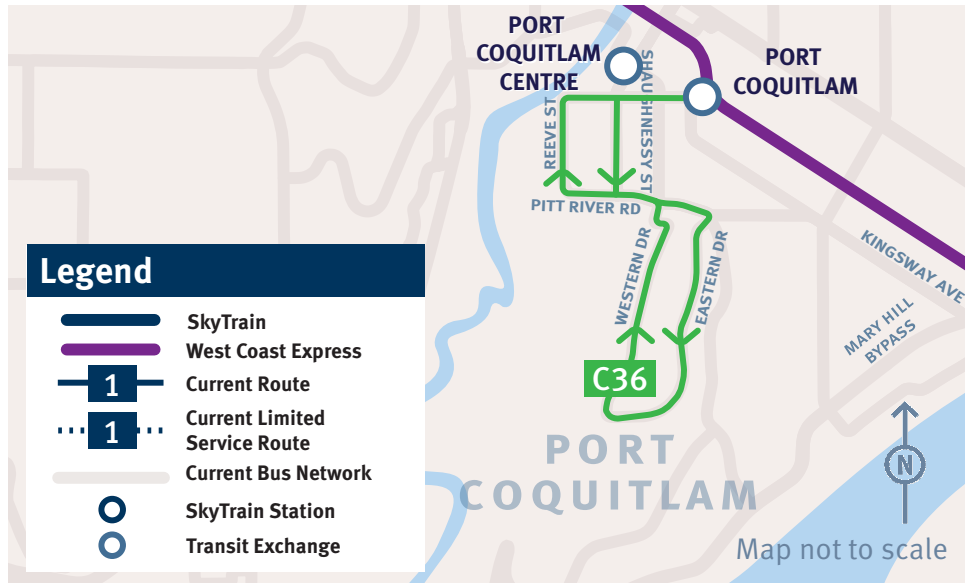 PORT
COQUITLAM
CENTRE
PORT
COQUITLAM
SHAUGHNESSY ST
REEVE ST
PITT RIVER RD
WESTERN DR
EASTERN DR
KINGSWAY AVE
MARY HILL
BYPASS
C36
PORT
COQUITLAM
N
Map not to scale
Legend
SkyTrain
West Coast Express
1 Current Route
1 Current Limited
Service Route
Current Bus Network
SkyTrain Station
Transit Exchange